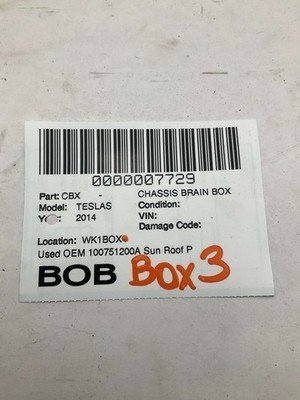 0000007729
Part: CBX - CHASSIS BRAIN BOX
Model: TESLAS Condition:
Year: 2014 VIN:
Damage Code:
Location: WK1BOX
Used OEM 100751200A Sun Roof P
BOB BOX 3